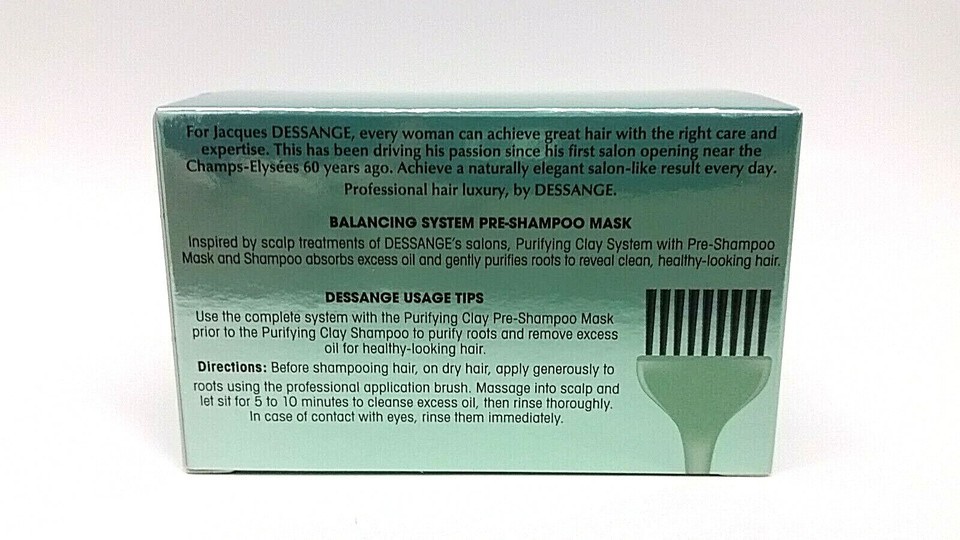 For Jacques DESSANGE, every woman can achieve great hair with the right care and
expertise. This has been driving his passion since his first salon opening near the
Champs-Elysées 60 years ago. Achieve a naturally elegant salon-like result every day.
Professional hair luxury, by DESSANGE.
BALANCING SYSTEM PRE-SHAMPOO MASK
Inspired by scalp treatments of DESSANGE's salons, Purifying Clay System with Pre-Shampoo
Mask and Shampoo absorbs excess oil and gently purifies roots to reveal clean, healthy-looking hair.
DESSANGE USAGE TIPS
Use the complete system with the Purifying Clay Pre-Shampoo Mask
prior to the Purifying Clay Shampoo to purify roots and remove excess
oil for healthy-looking hair.
Directions: Before shampooing hair, on dry hair, apply generously to
roots using the professional application brush. Massage into scalp and
let sit for 5 to 10 minutes to cleanse excess oil, then rinse thoroughly.
In case of contact with eyes, rinse them immediately.